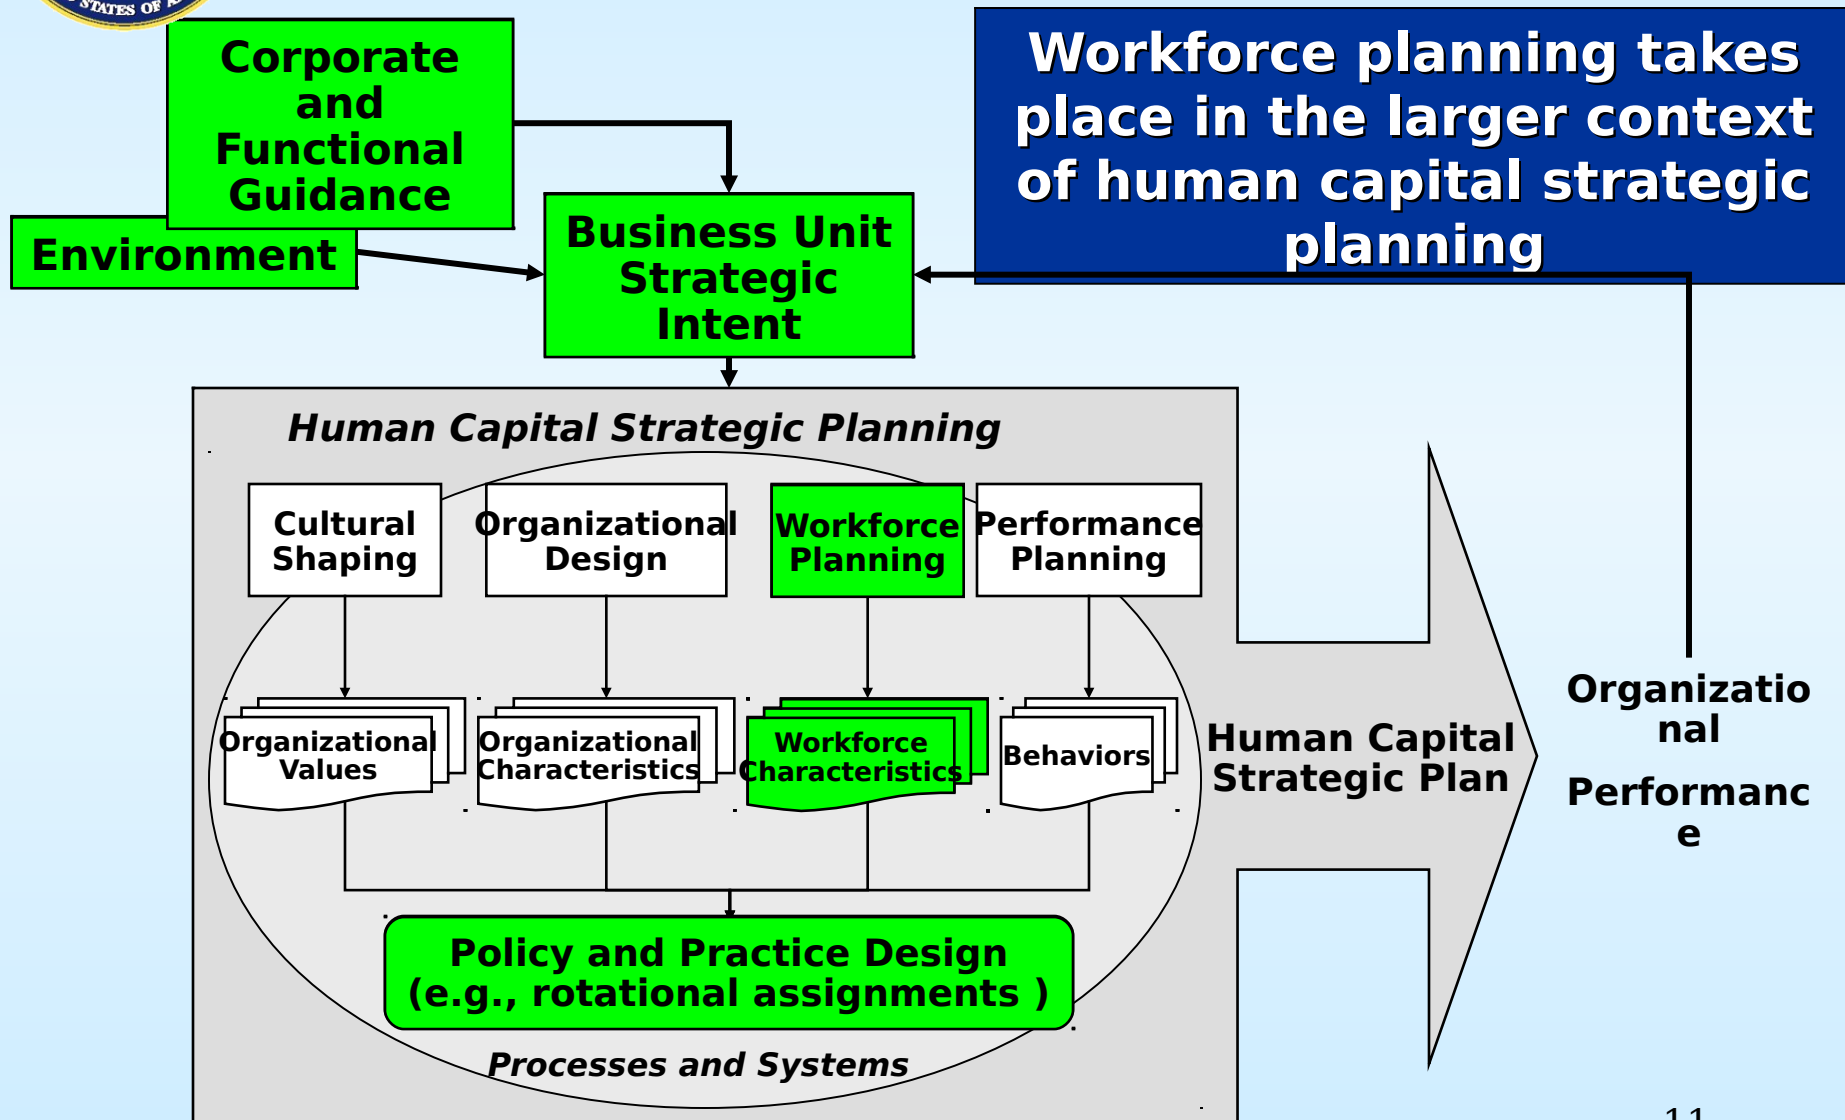 STATES OF A
Corporate
and
Functional
Guidance
Environment
Workforce planning takes
place in the larger context
of human capital strategic
planning
Business Unit
Strategic
Intent
Human Capital Strategic Planning
Cultural
Shaping
Organizational
Design
Workforce
Planning
Performance
Planning
Organizational
Values
Organizational
Characteristics
Workforce
Characteristics
Behaviors
Human Capital
Strategic Plan
Organizatio
nal
Performanc
e
Policy and Practice Design
(e.g., rotational assignments )
Processes and Systems
11